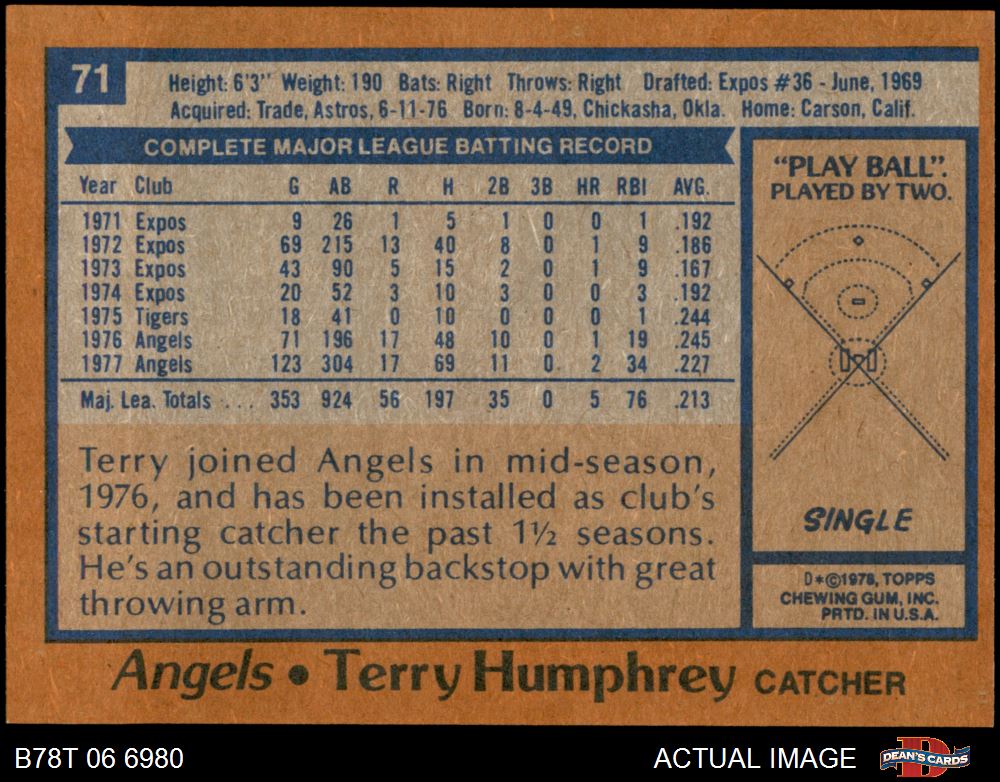 71
Height: 6'3" Weight: 190 Bats: Right Throws: Right Drafted: Expos #36 - June, 1969
Acquired: Trade, Astros, 6-11-76 Born: 8-4-49, Chickasha, Okla. Home: Carson, Calif.
COMPLETE MAJOR LEAGUE BATTING RECORD
Year Club G AB R H 2B 3B HR RBI AVG.
1971 Expos 9 26 1 5 1 0 0 1 .192
1972 Expos 69 215 13 40 8 0 1 9 .186
1973 Expos 43 90 5 15 2 0 1 9 .167
1974 Expos 20 52 3 10 3 0 0 3 .192
1975 Tigers 18 41 0 10 0 0 0 1 .244
1976 Angels 71 196 17 48 10 0 1 19 .245
1977 Angels 123 304 17 69 11 0 2 34 .227
Maj. Lea. Totals ... 353 924 56 197 35 0 5 76 .213
Terry joined Angels in mid-season,
1976, and has been installed as club's
starting catcher the past 1½ seasons.
He's an outstanding backstop with great
throwing arm.
"PLAY BALL".
PLAYED BY TWO.
SINGLE
D*©1978, TOPPS
CHEWING GUM, INC.
PRTD. IN U.S.A.
Angels • Terry Humphrey CATCHER
B78T 06 6980
ACTUAL IMAGE
D
DEAN'S CARDS